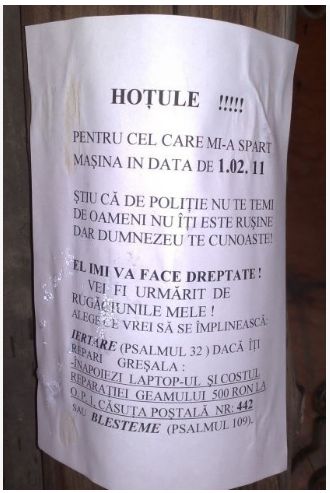 HOȚULE !!!!!
PENTRU CEL CARE MI-A SPART
MAȘINA IN DATA DE 1.02. 11
ȘTIU CĂ DE POLIȚIE NU TE TEMI
DE OAMENI NU ÎȚI ESTE RUȘINE
DAR DUMNEZEU TE CUNOASTE!
EL IMI VA FACE DREPTATE !
VEI FI URMĂRIT DE
RUGĂCIUNILE MELE !
ALEGE CE VREI SĂ SE ÎMPLINEASCĂ:
IERTARE (PSALMUL 32 ) DACĂ ÎȚI
REPARI GREȘALA :
-ÎNAPOIEZI LAPTOP-UL ȘI COSTUL
REPARAȚIEI GEAMULUI 500 RON LA
O.P.1, CĂSUȚA POȘTALĂ NR: 442
SAU BLESTEME (PSALMUL 109).